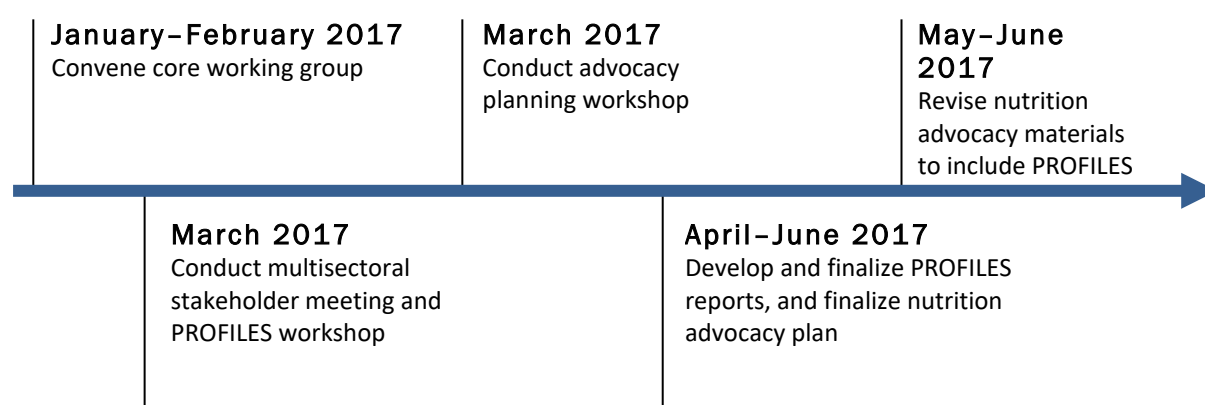 January–February 2017
Convene core working group
March 2017
Conduct multisectoral
stakeholder meeting and
PROFILES workshop
March 2017
Conduct advocacy
planning workshop
April–June 2017
Develop and finalize PROFILES
reports, and finalize nutrition
advocacy plan
May–June
2017
Revise nutrition
advocacy materials
to include PROFILES